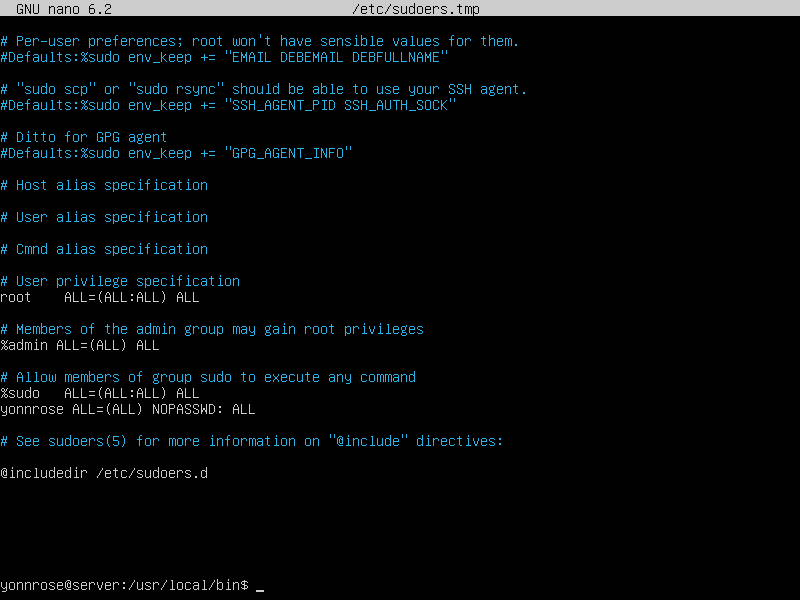 GNU nano 6.2 /etc/sudoers.tmp
# Per-user preferences; root won't have sensible values for them.
#Defaults:%sudo env_keep += "EMAIL DEBEMAIL DEBFULLNAME"
# "sudo scp" or "sudo rsync" should be able to use your SSH agent.
#Defaults:%sudo env_keep += "SSH_AGENT_PID SSH_AUTH_SOCK"
# Ditto for GPG agent
#Defaults:%sudo env_keep += "GPG_AGENT_INFO"
# Host alias specification
# User alias specification
# Cmnd alias specification
# User privilege specification
root    ALL=(ALL:ALL) ALL
# Members of the admin group may gain root privileges
%admin ALL=(ALL) ALL
# Allow members of group sudo to execute any command
%sudo   ALL=(ALL:ALL) ALL
yonnrose ALL=(ALL) NOPASSWD: ALL
# See sudoers(5) for more information on "@include" directives:
@includedir /etc/sudoers.d
yonnrose@server:/usr/local/bin$ _